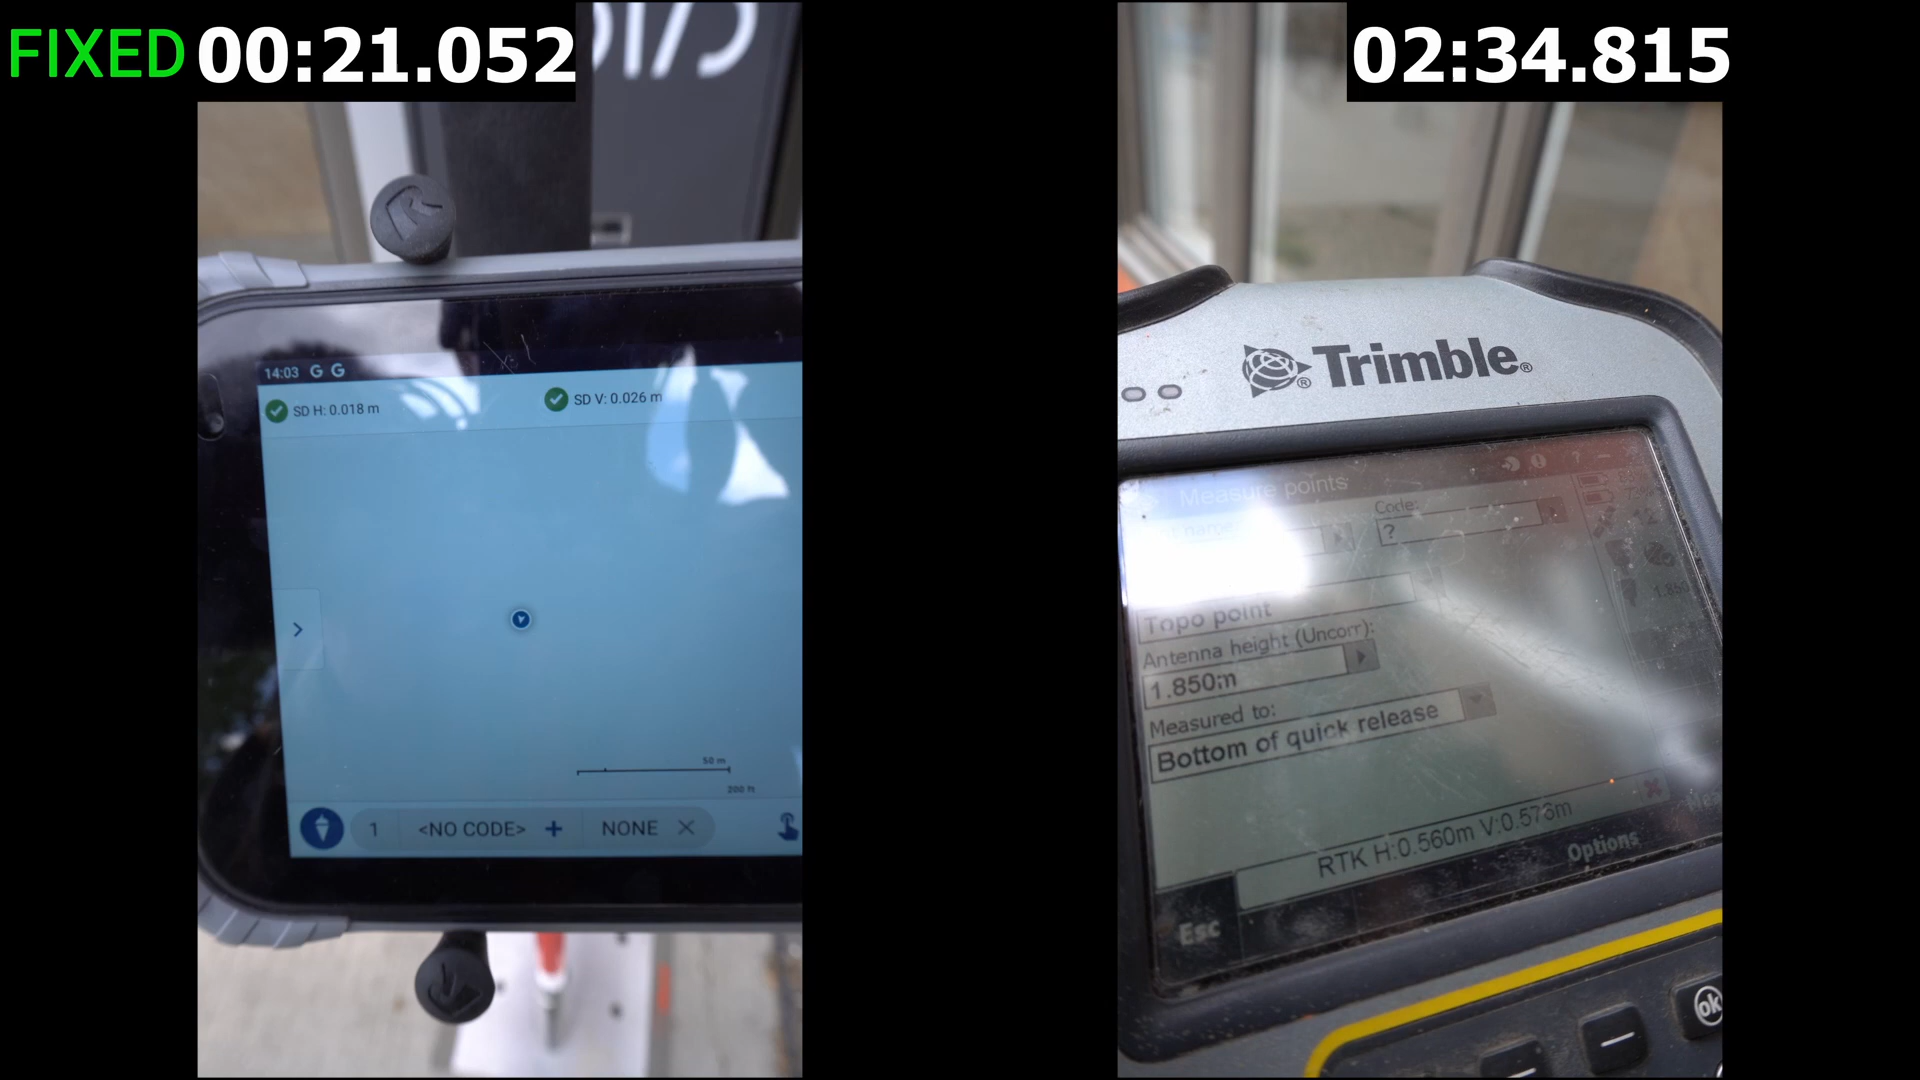 FIXED 00:21.052
14:03 G G
SD H: 0.018 m
SD V: 0.026 m
50 m
200 ft
1 <NO CODE> + NONE ×
02:34.815
Trimble®
Measure points
name
Code:
?
Topo point
Antenna height (Uncorr):
1.850m
Measured to:
Bottom of quick release
RTK H:0.560m V:0.573m
Options
Esc
ok